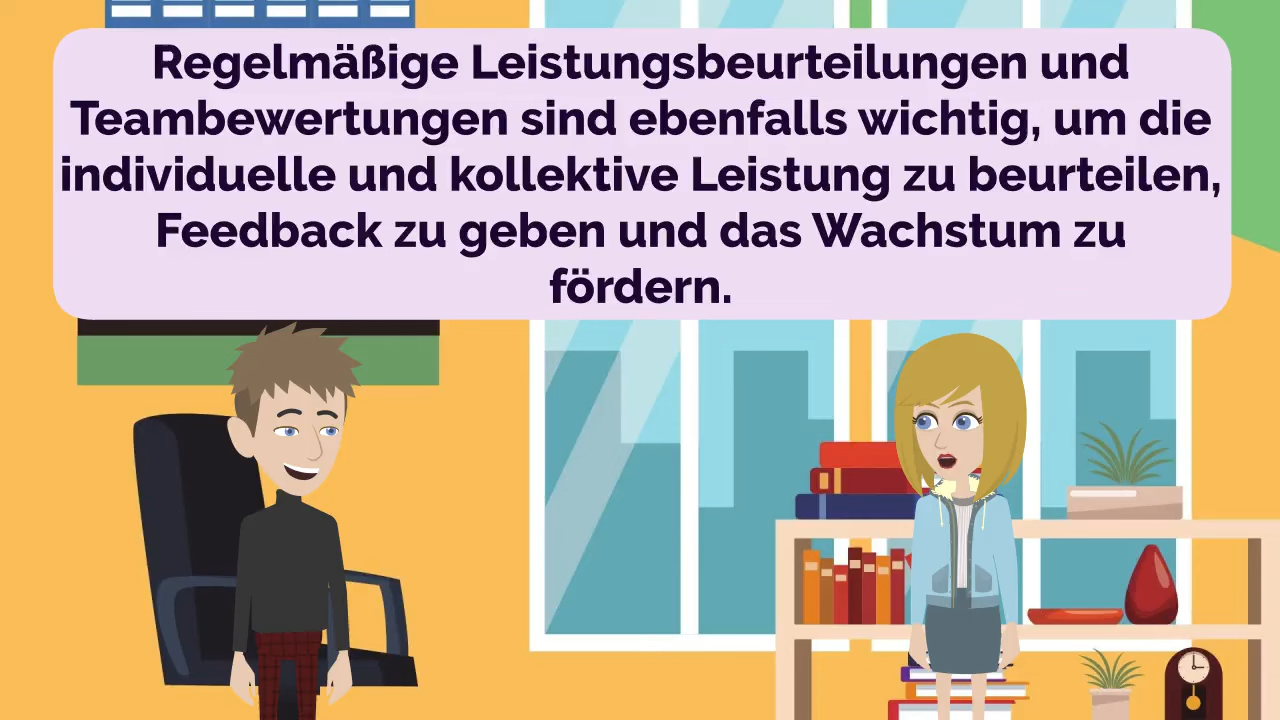 Regelmäßige Leistungsbeurteilungen und
Teambewertungen sind ebenfalls wichtig, um die
individuelle und kollektive Leistung zu beurteilen,
Feedback zu geben und das Wachstum zu
fördern.